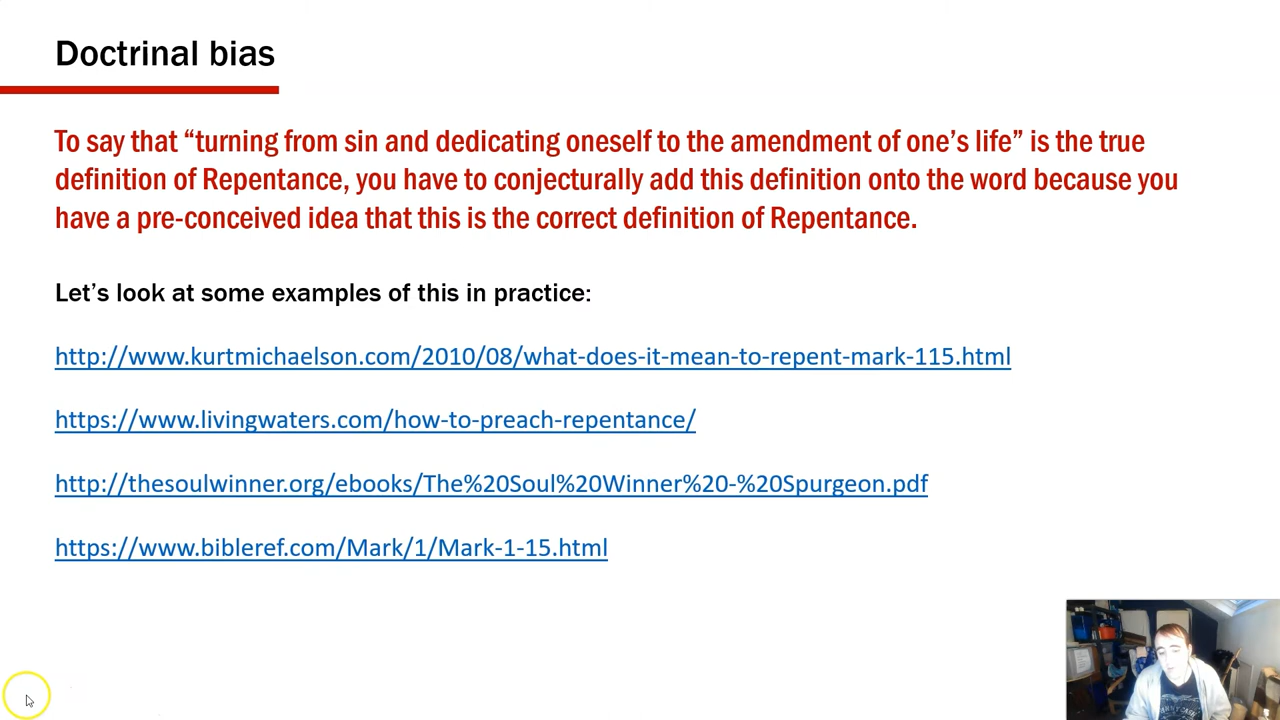 Doctrinal bias
To say that “turning from sin and dedicating oneself to the amendment of one’s life” is the true
definition of Repentance, you have to conjecturally add this definition onto the word because you
have a pre-conceived idea that this is the correct definition of Repentance.
Let’s look at some examples of this in practice:
http://www.kurtmichaelson.com/2010/08/what-does-it-mean-to-repent-mark-115.html
https://www.livingwaters.com/how-to-preach-repentance/
http://thesoulwinner.org/ebooks/The%20Soul%20Winner%20-%20Spurgeon.pdf
https://www.bibleref.com/Mark/1/Mark-1-15.html